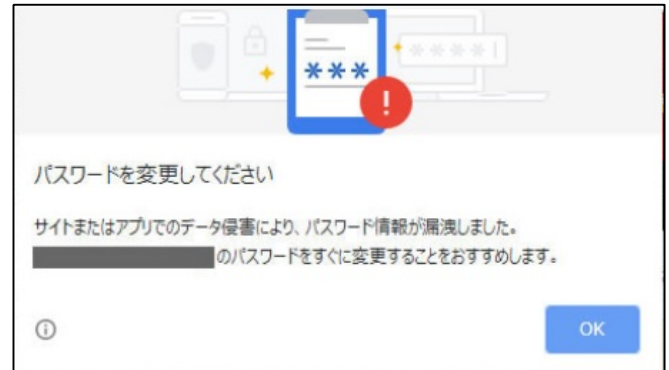 ***
****|
!
パスワードを変更してください
サイトまたはアプリでのデータ侵害により、パスワード情報が漏洩しました。
のパスワードをすぐに変更することをおすすめします。
OK